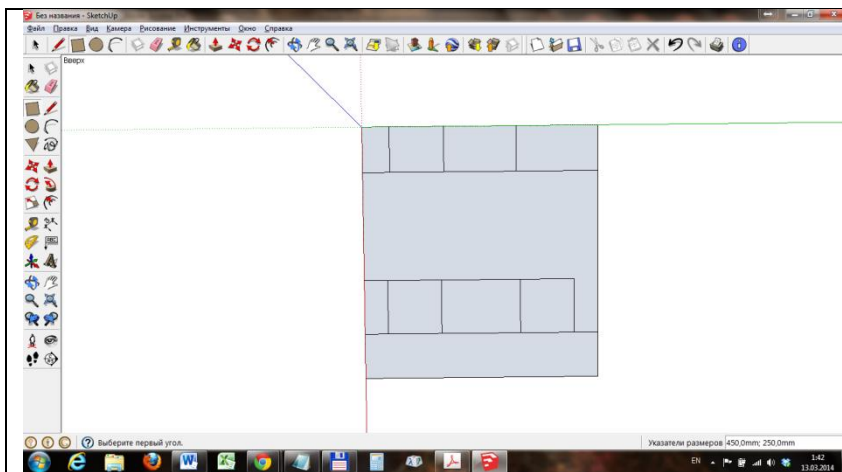 Без названия - SketchUp
Файл Правка Вид Камера Рисование Инструменты Окно Справка
Вверх
Выберите первый угол.
Указатели размеров 450,0mm; 250,0mm
EN
1:42
13.03.2014